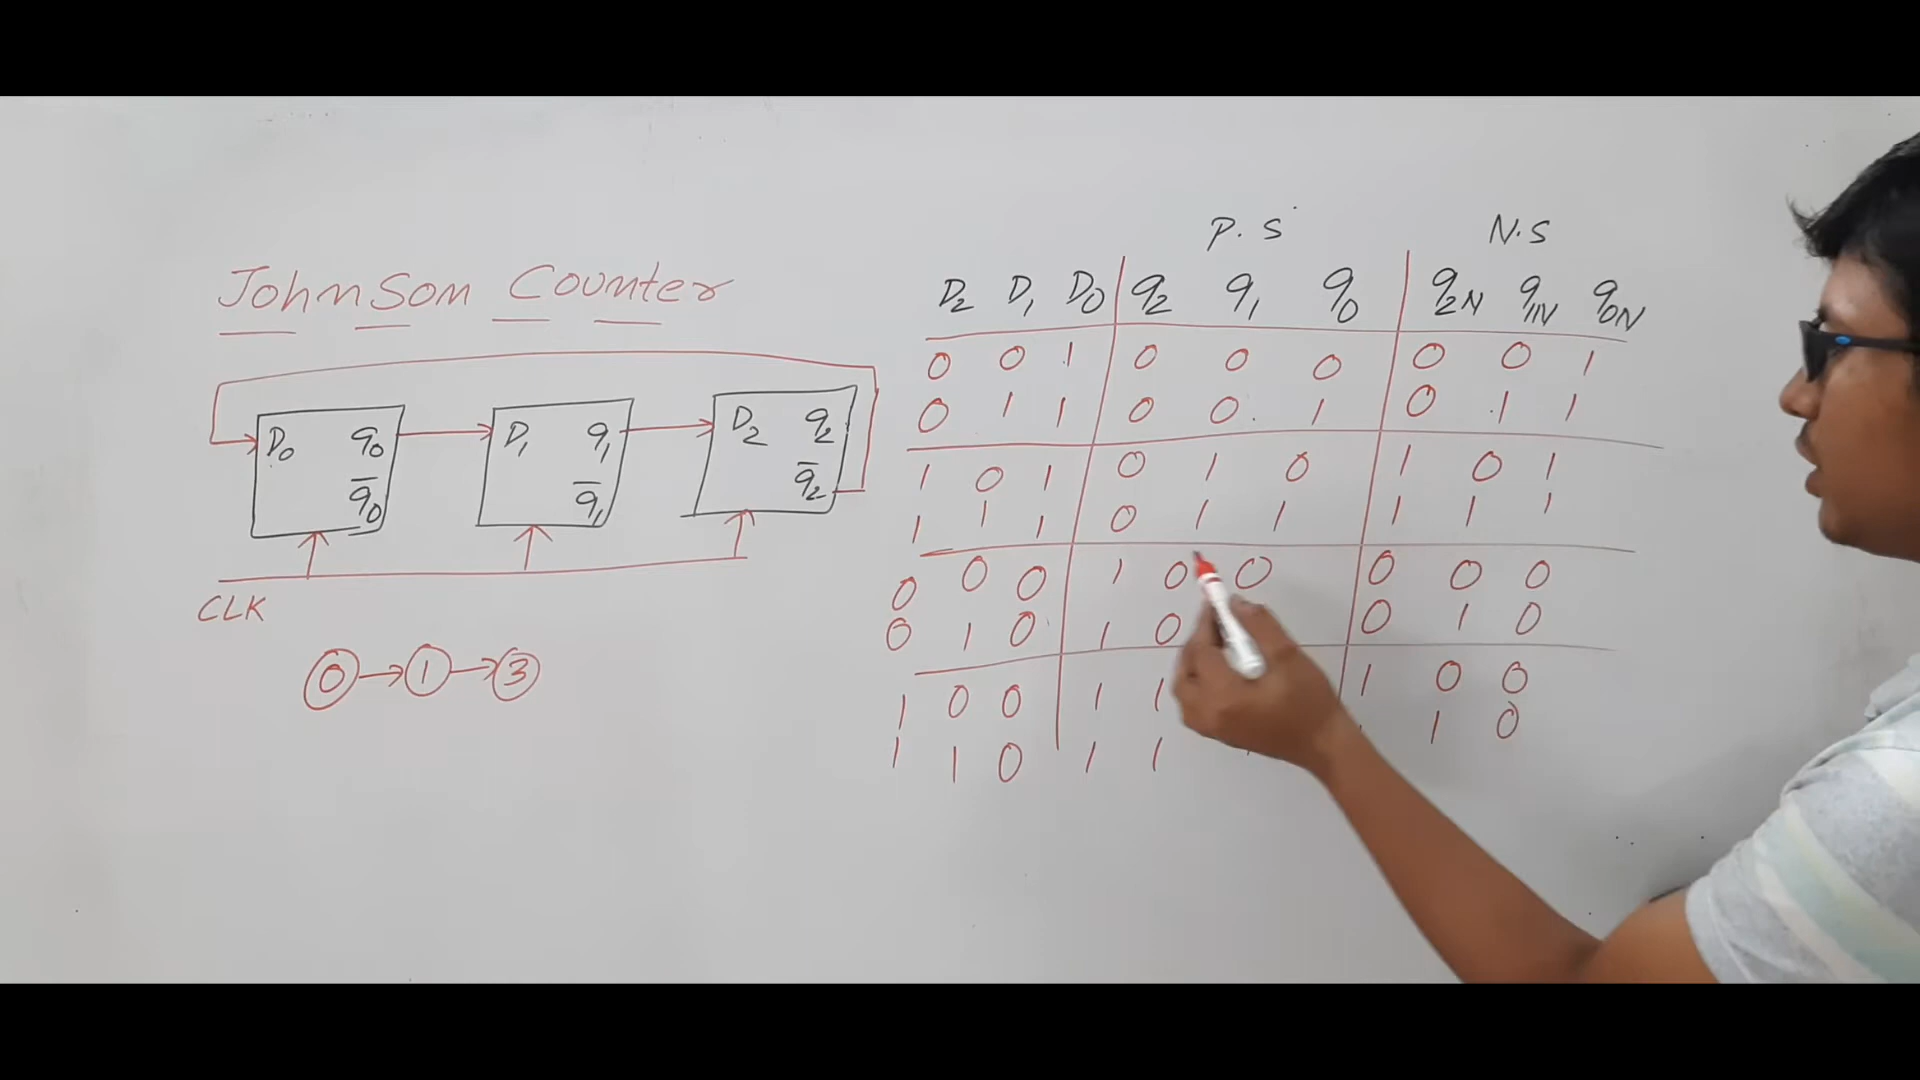 JohnSon Counter
D0 q0 q̅0
D1 q1 q̅1
D2 q2 q̅2
CLK
0 → 1 → 3
P.S N.S
D2 D1 D0 q2 q1 q0 q2N q1N q0N
0 0 1 0 0 0 0 0 1
0 1 1 0 0 1 0 1 1
1 0 1 0 1 0 1 0 1
1 1 1 0 1 1 1 1 1
0 0 0 1 0 0 0 0 0
0 1 0 1 0 0 1 0
1 0 0 1 1 1 0 0
1 1 0 1 1 1 0